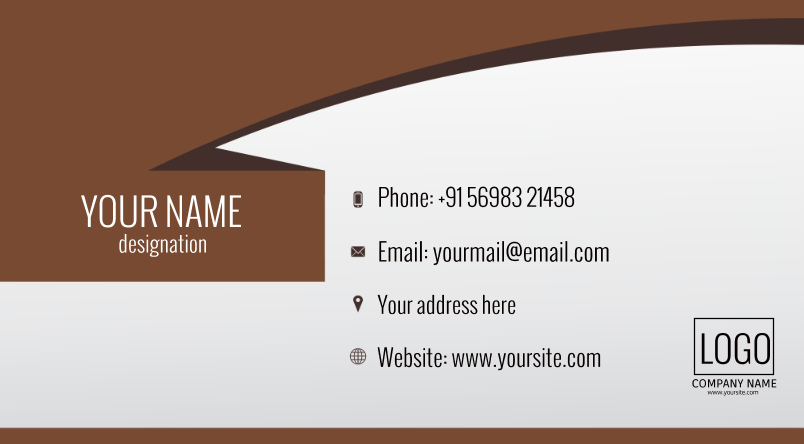 YOUR NAME
designation
Phone: +91 56983 21458
Email: yourmail@email.com
Your address here
Website: www.yoursite.com
LOGO
COMPANY NAME
www.yoursite.com